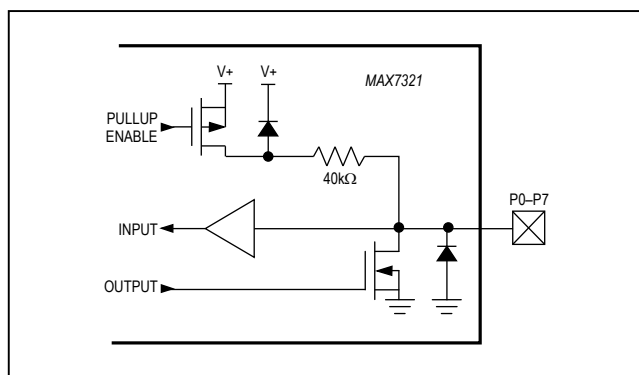 V+ V+
MAX7321
PULLUP
ENABLE
40kΩ
P0–P7
INPUT
OUTPUT